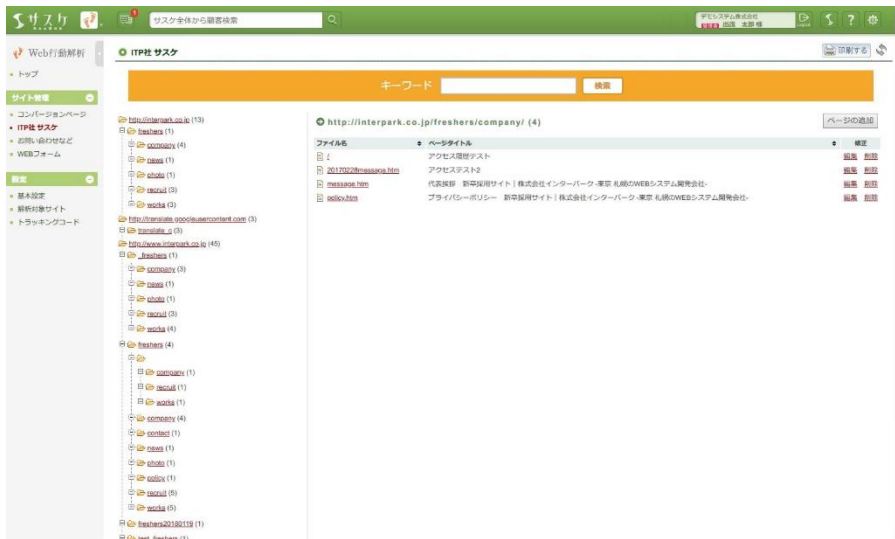 サスケ
サスケ全体から顧客検索
デモシステム株式会社
Web行動解析
ITP社 サスケ
印刷する
トップ
キーワード
検索
サイト管理
コンバージョンページ
ITP社 サスケ
お問い合わせなど
WEBフォーム
設定
基本設定
解析対象サイト
トラッキングコード
http://interpark.co.jp (13)
freshers (1)
company (4)
news (1)
photo (1)
recruit (3)
works (3)
http://translate.googleusercontent.com (3)
translate_c (3)
http://www.interpark.co.jp (45)
_freshers (1)
company (3)
news (1)
photo (1)
recruit (3)
works (4)
freshers (4)
company (1)
recruit (1)
works (1)
company (4)
contact (1)
news (1)
photo (1)
policy (1)
recruit (5)
works (5)
freshers20180119 (1)
http://interpark.co.jp/freshers/company/ (4)
ページの追加
ファイル名 ページタイトル 修正
/ アクセス履歴テスト 編集 削除
20170228message.htm アクセステスト2 編集 削除
message.htm 代表挨拶 新卒採用サイト｜株式会社インターパーク-東京 札幌のWEBシステム開発会社- 編集 削除
policy.htm プライバシーポリシー 新卒採用サイト｜株式会社インターパーク-東京 札幌のWEBシステム開発会社- 編集 削除